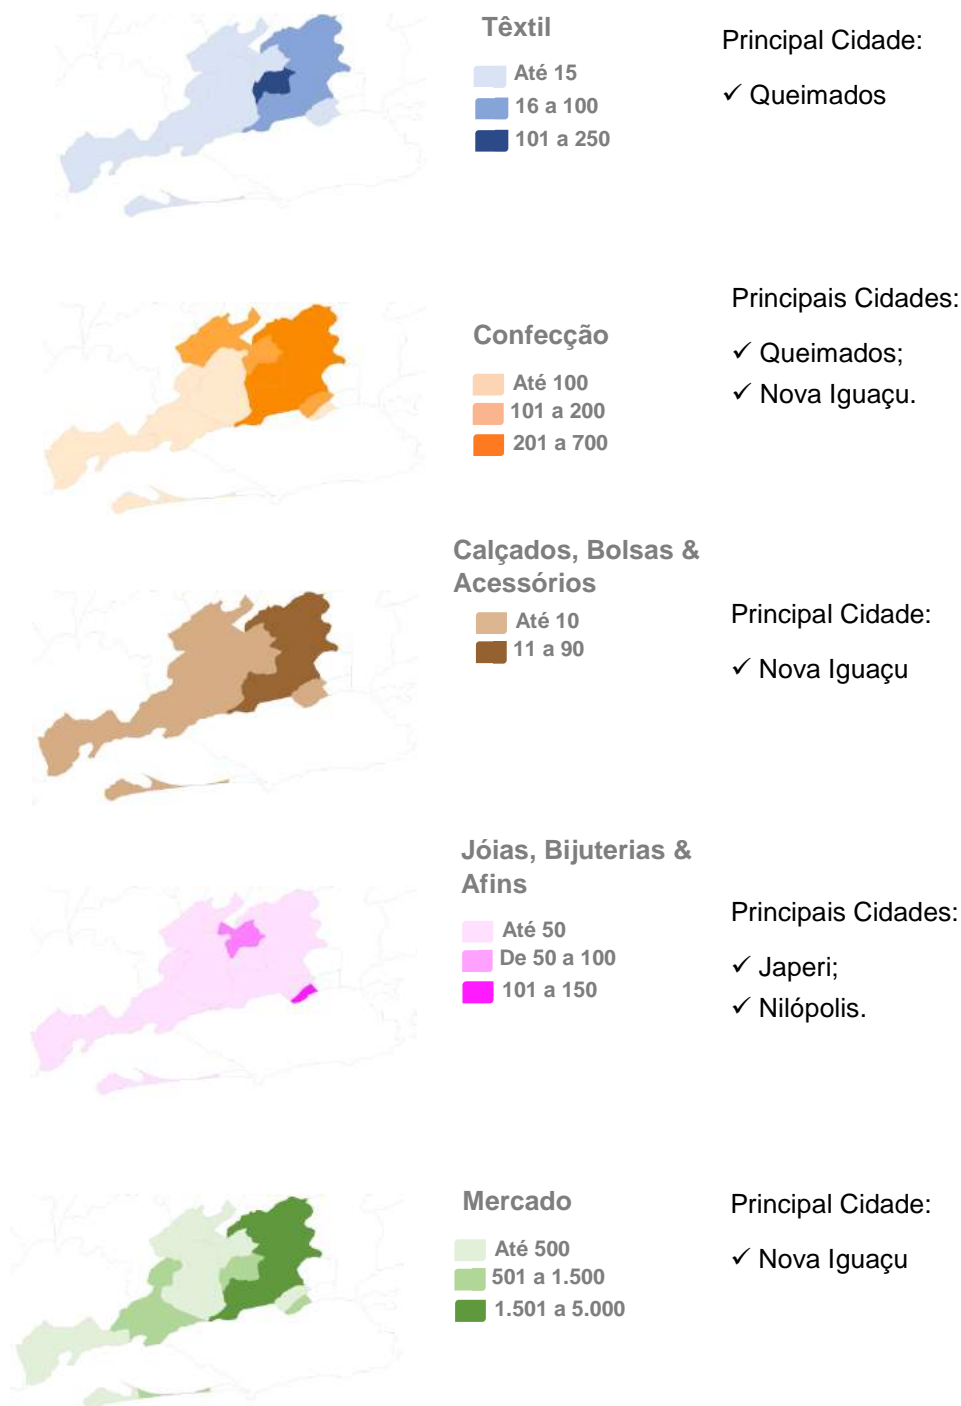 Têxtil
Até 15
16 a 100
101 a 250
Principal Cidade:
✓ Queimados
Confecção
Até 100
101 a 200
201 a 700
Principais Cidades:
✓ Queimados;
✓ Nova Iguaçu.
Calçados, Bolsas &
Acessórios
Até 10
11 a 90
Principal Cidade:
✓ Nova Iguaçu
Jóias, Bijuterias &
Afins
Até 50
De 50 a 100
101 a 150
Principais Cidades:
✓ Japeri;
✓ Nilópolis.
Mercado
Até 500
501 a 1.500
1.501 a 5.000
Principal Cidade:
✓ Nova Iguaçu